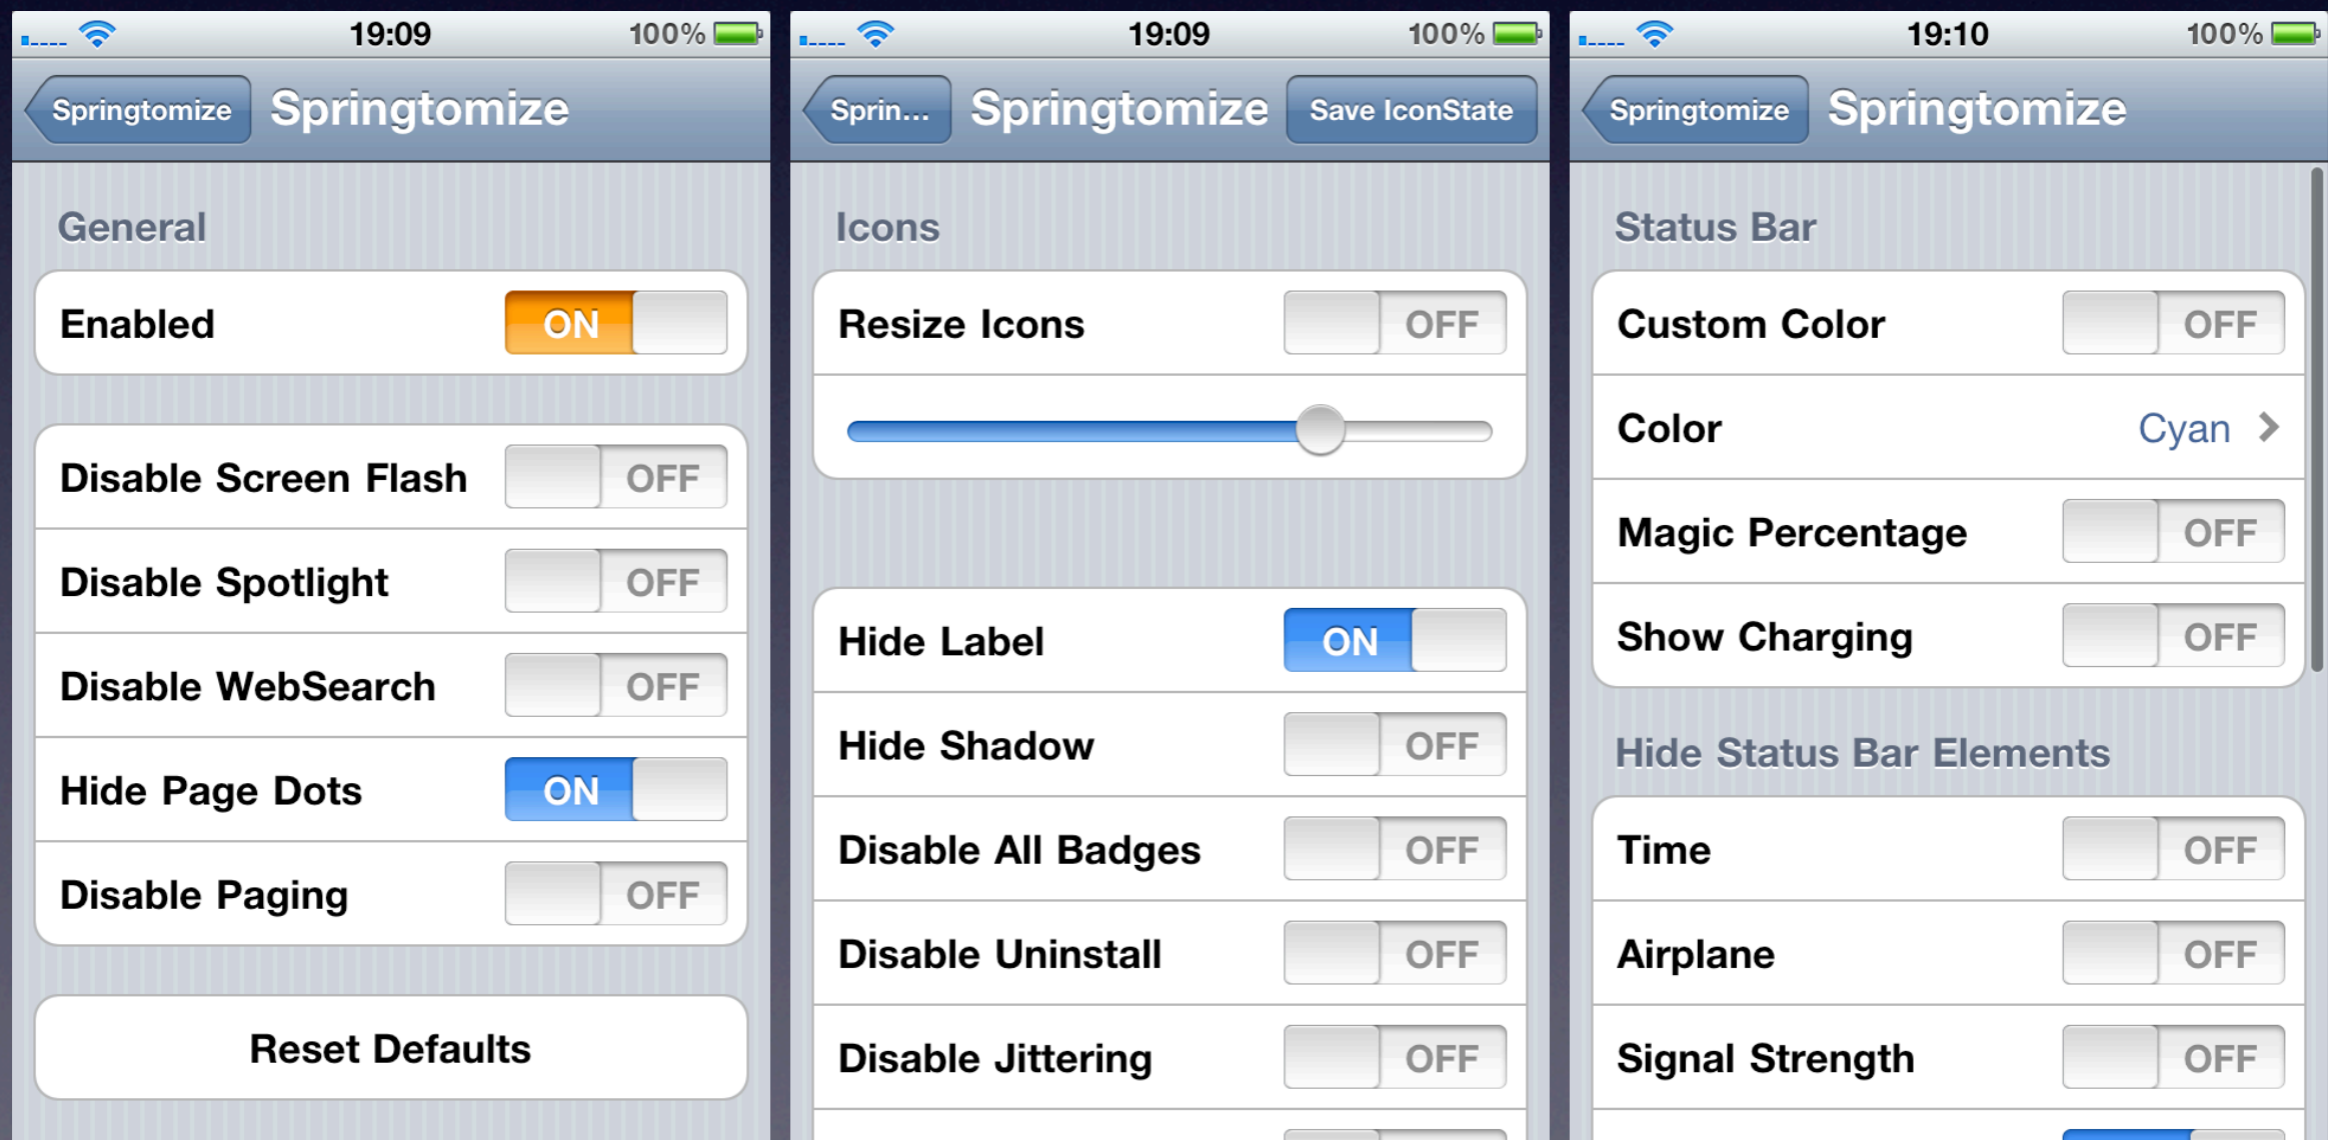 19:09
100%
Springtomize
Springtomize
General
Enabled ON
Disable Screen Flash OFF
Disable Spotlight OFF
Disable WebSearch OFF
Hide Page Dots ON
Disable Paging OFF
Reset Defaults
19:09
100%
Sprin...
Springtomize
Save IconState
Icons
Resize Icons OFF
Hide Label ON
Hide Shadow OFF
Disable All Badges OFF
Disable Uninstall OFF
Disable Jittering OFF
19:10
100%
Springtomize
Springtomize
Status Bar
Custom Color OFF
Color Cyan
Magic Percentage OFF
Show Charging OFF
Hide Status Bar Elements
Time OFF
Airplane OFF
Signal Strength OFF